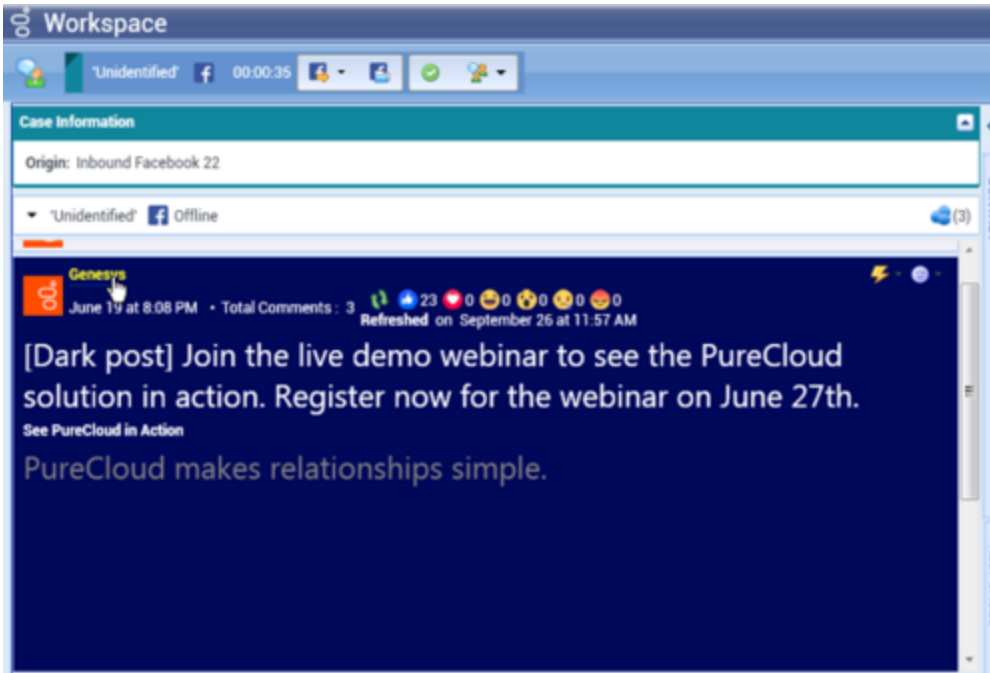 Workspace
'Unidentified' 00:00:35
Case Information
Origin: Inbound Facebook 22
'Unidentified' Offline (3)
Genesys
June 19 at 8:08 PM • Total Comments : 3 23 0 0 0 0 0
Refreshed on September 26 at 11:57 AM
[Dark post] Join the live demo webinar to see the PureCloud
solution in action. Register now for the webinar on June 27th.
See PureCloud in Action
PureCloud makes relationships simple.